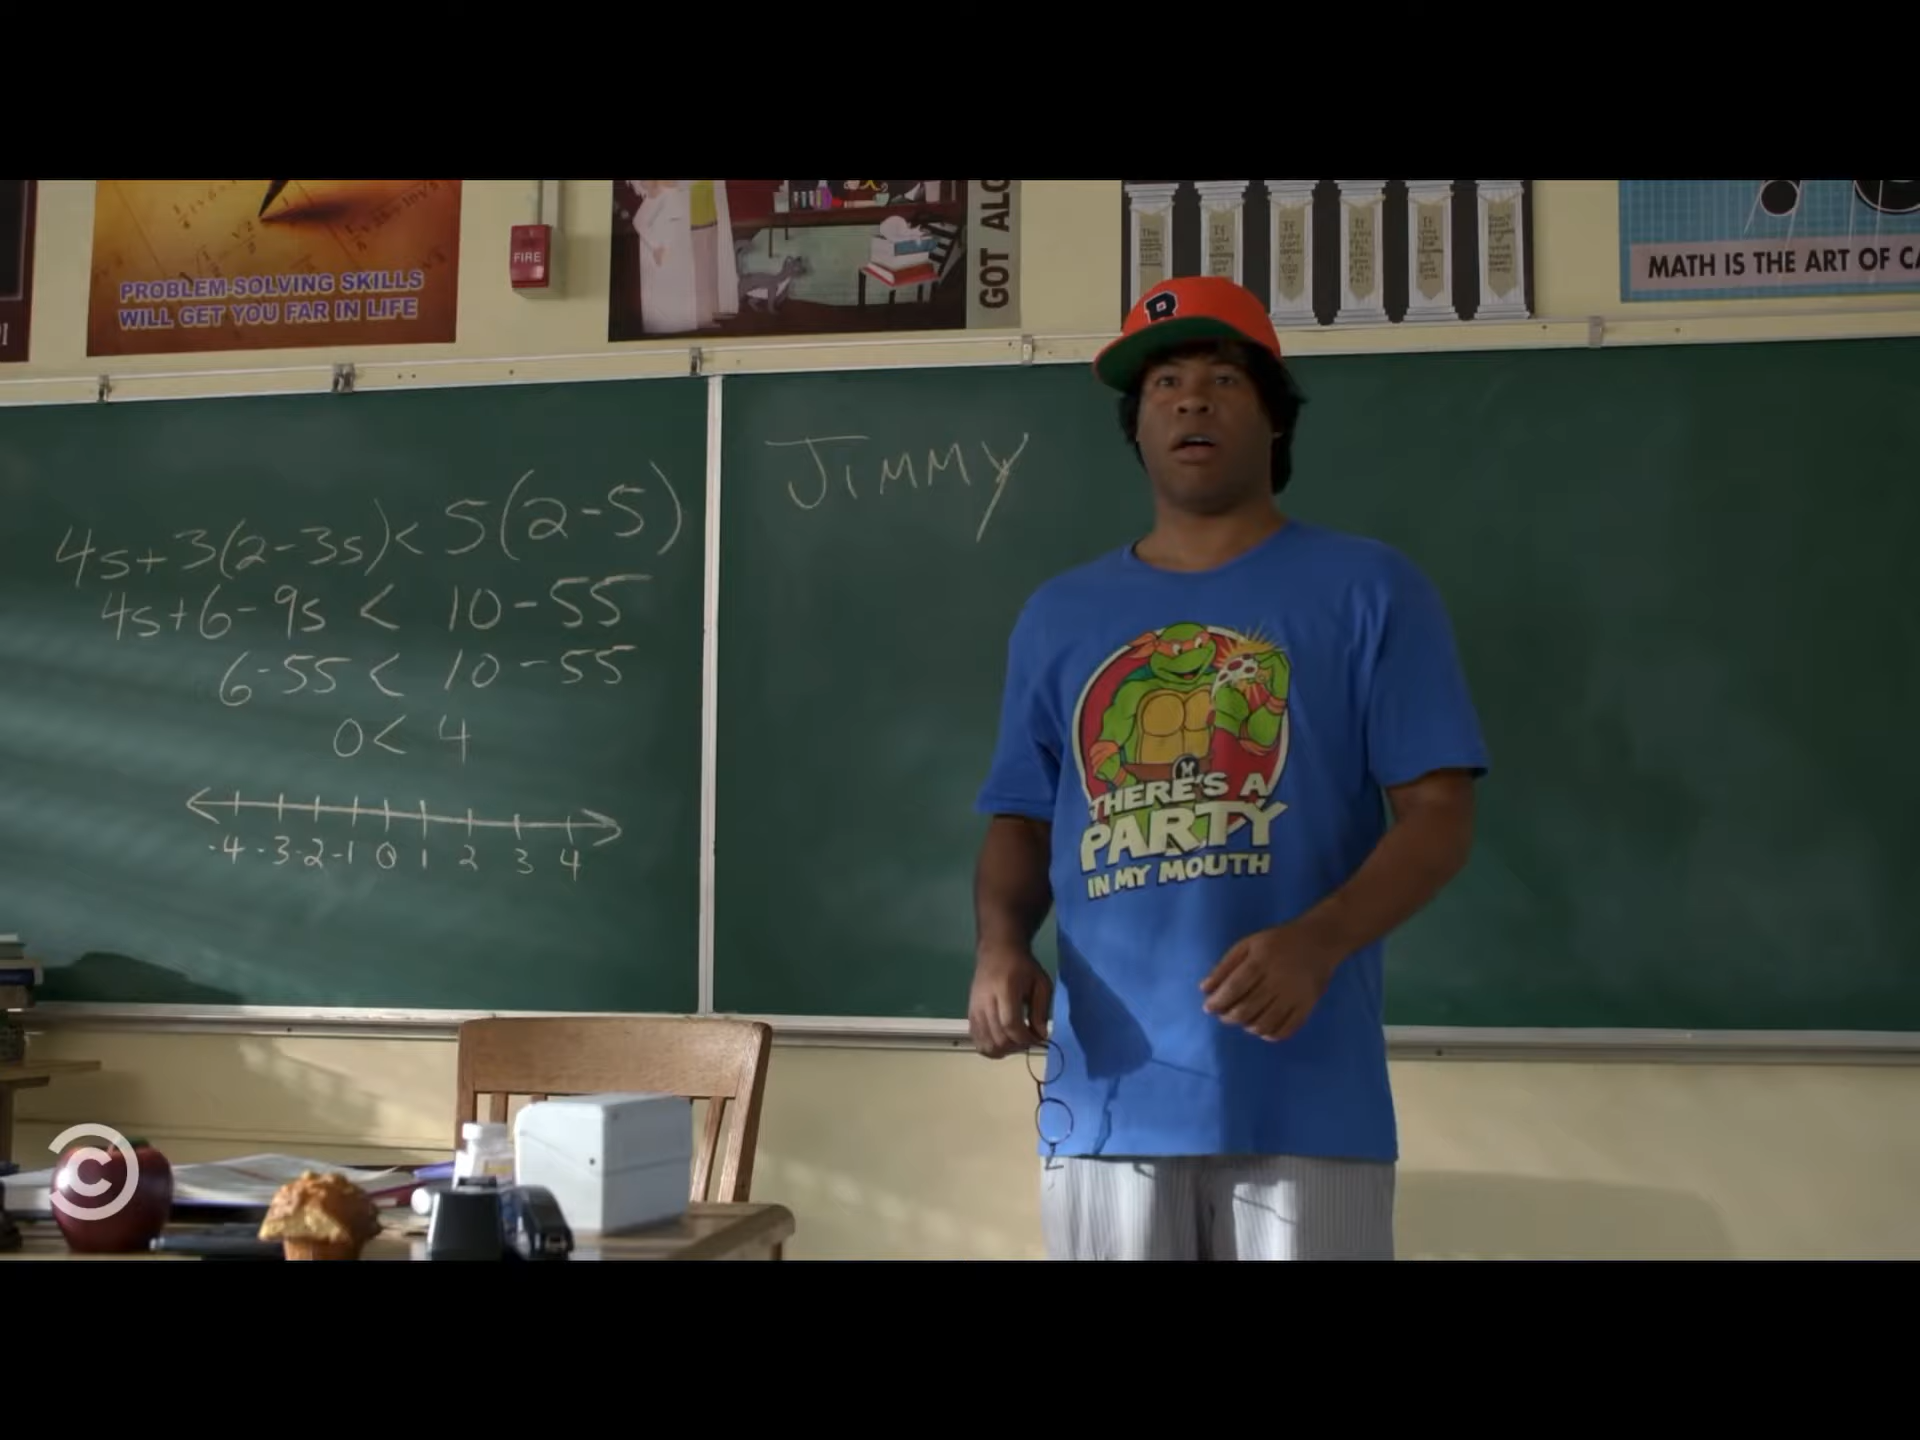 PROBLEM-SOLVING SKILLS
WILL GET YOU FAR IN LIFE
FIRE
GOT ALG
MATH IS THE ART OF CA
JIMMY
4s+3(2-3s)<5(2-5)
4s+6-9s < 10-55
6-55 < 10-55
0< 4
-4 -3 -2 -1 0 1 2 3 4
THERE'S A
PARTY
IN MY MOUTH